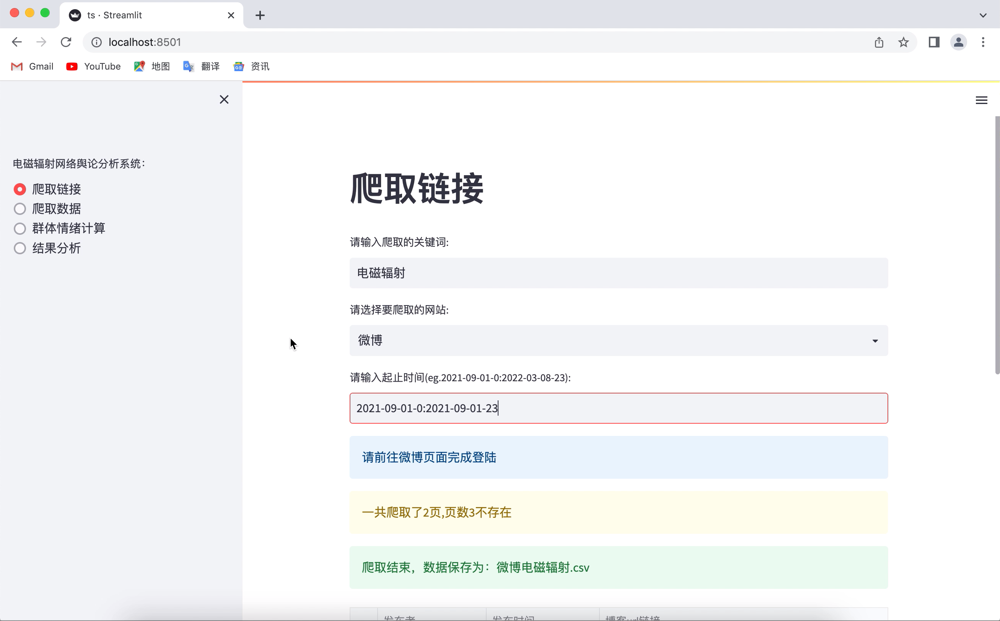 ts · Streamlit
localhost:8501
Gmail YouTube 地图 翻译 资讯
电磁辐射网络舆论分析系统：
爬取链接
爬取数据
群体情绪计算
结果分析
爬取链接
请输入爬取的关键词:
电磁辐射
请选择要爬取的网站:
微博
请输入起止时间(eg.2021-09-01-0:2022-03-08-23):
2021-09-01-0:2021-09-01-23
请前往微博页面完成登陆
一共爬取了2页,页数3不存在
爬取结束，数据保存为：微博电磁辐射.csv
发布者 发布时间 博客url链接